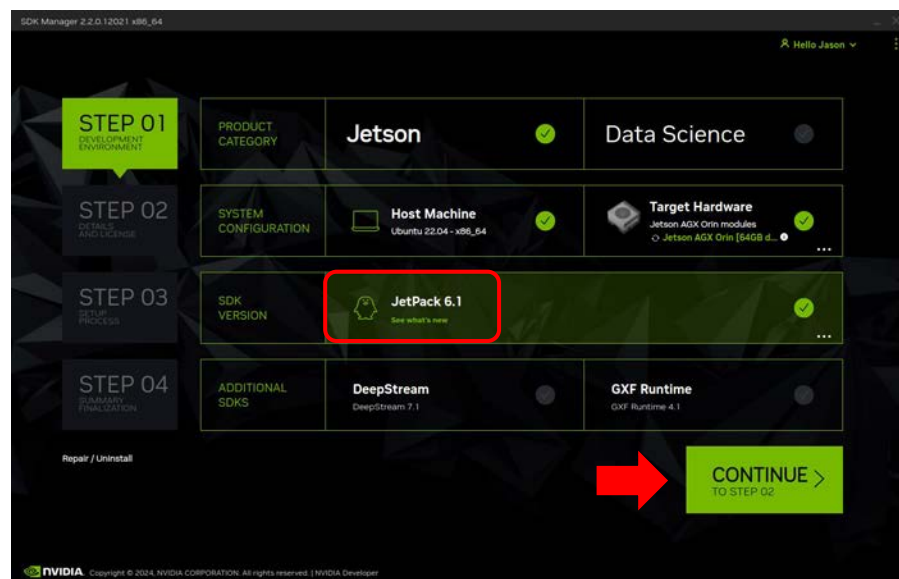 SDK Manager 2.2.0.12021 x86_64
Hello Jason
STEP 01
DEVELOPMENT
ENVIRONMENT
PRODUCT
CATEGORY
Jetson
Data Science
STEP 02
DETAILS
AND LICENSE
SYSTEM
CONFIGURATION
Host Machine
Ubuntu 22.04 - x86_64
Target Hardware
Jetson AGX Orin modules
Jetson AGX Orin [64GB d...
STEP 03
SETUP
PROCESS
SDK
VERSION
JetPack 6.1
See what's new
STEP 04
SUMMARY
FINALIZATION
ADDITIONAL
SDKS
DeepStream
DeepStream 7.1
GXF Runtime
GXF Runtime 4.1
Repair / Uninstall
CONTINUE >
TO STEP 02
NVIDIA. Copyright © 2024, NVIDIA CORPORATION. All rights reserved. | NVIDIA Developer